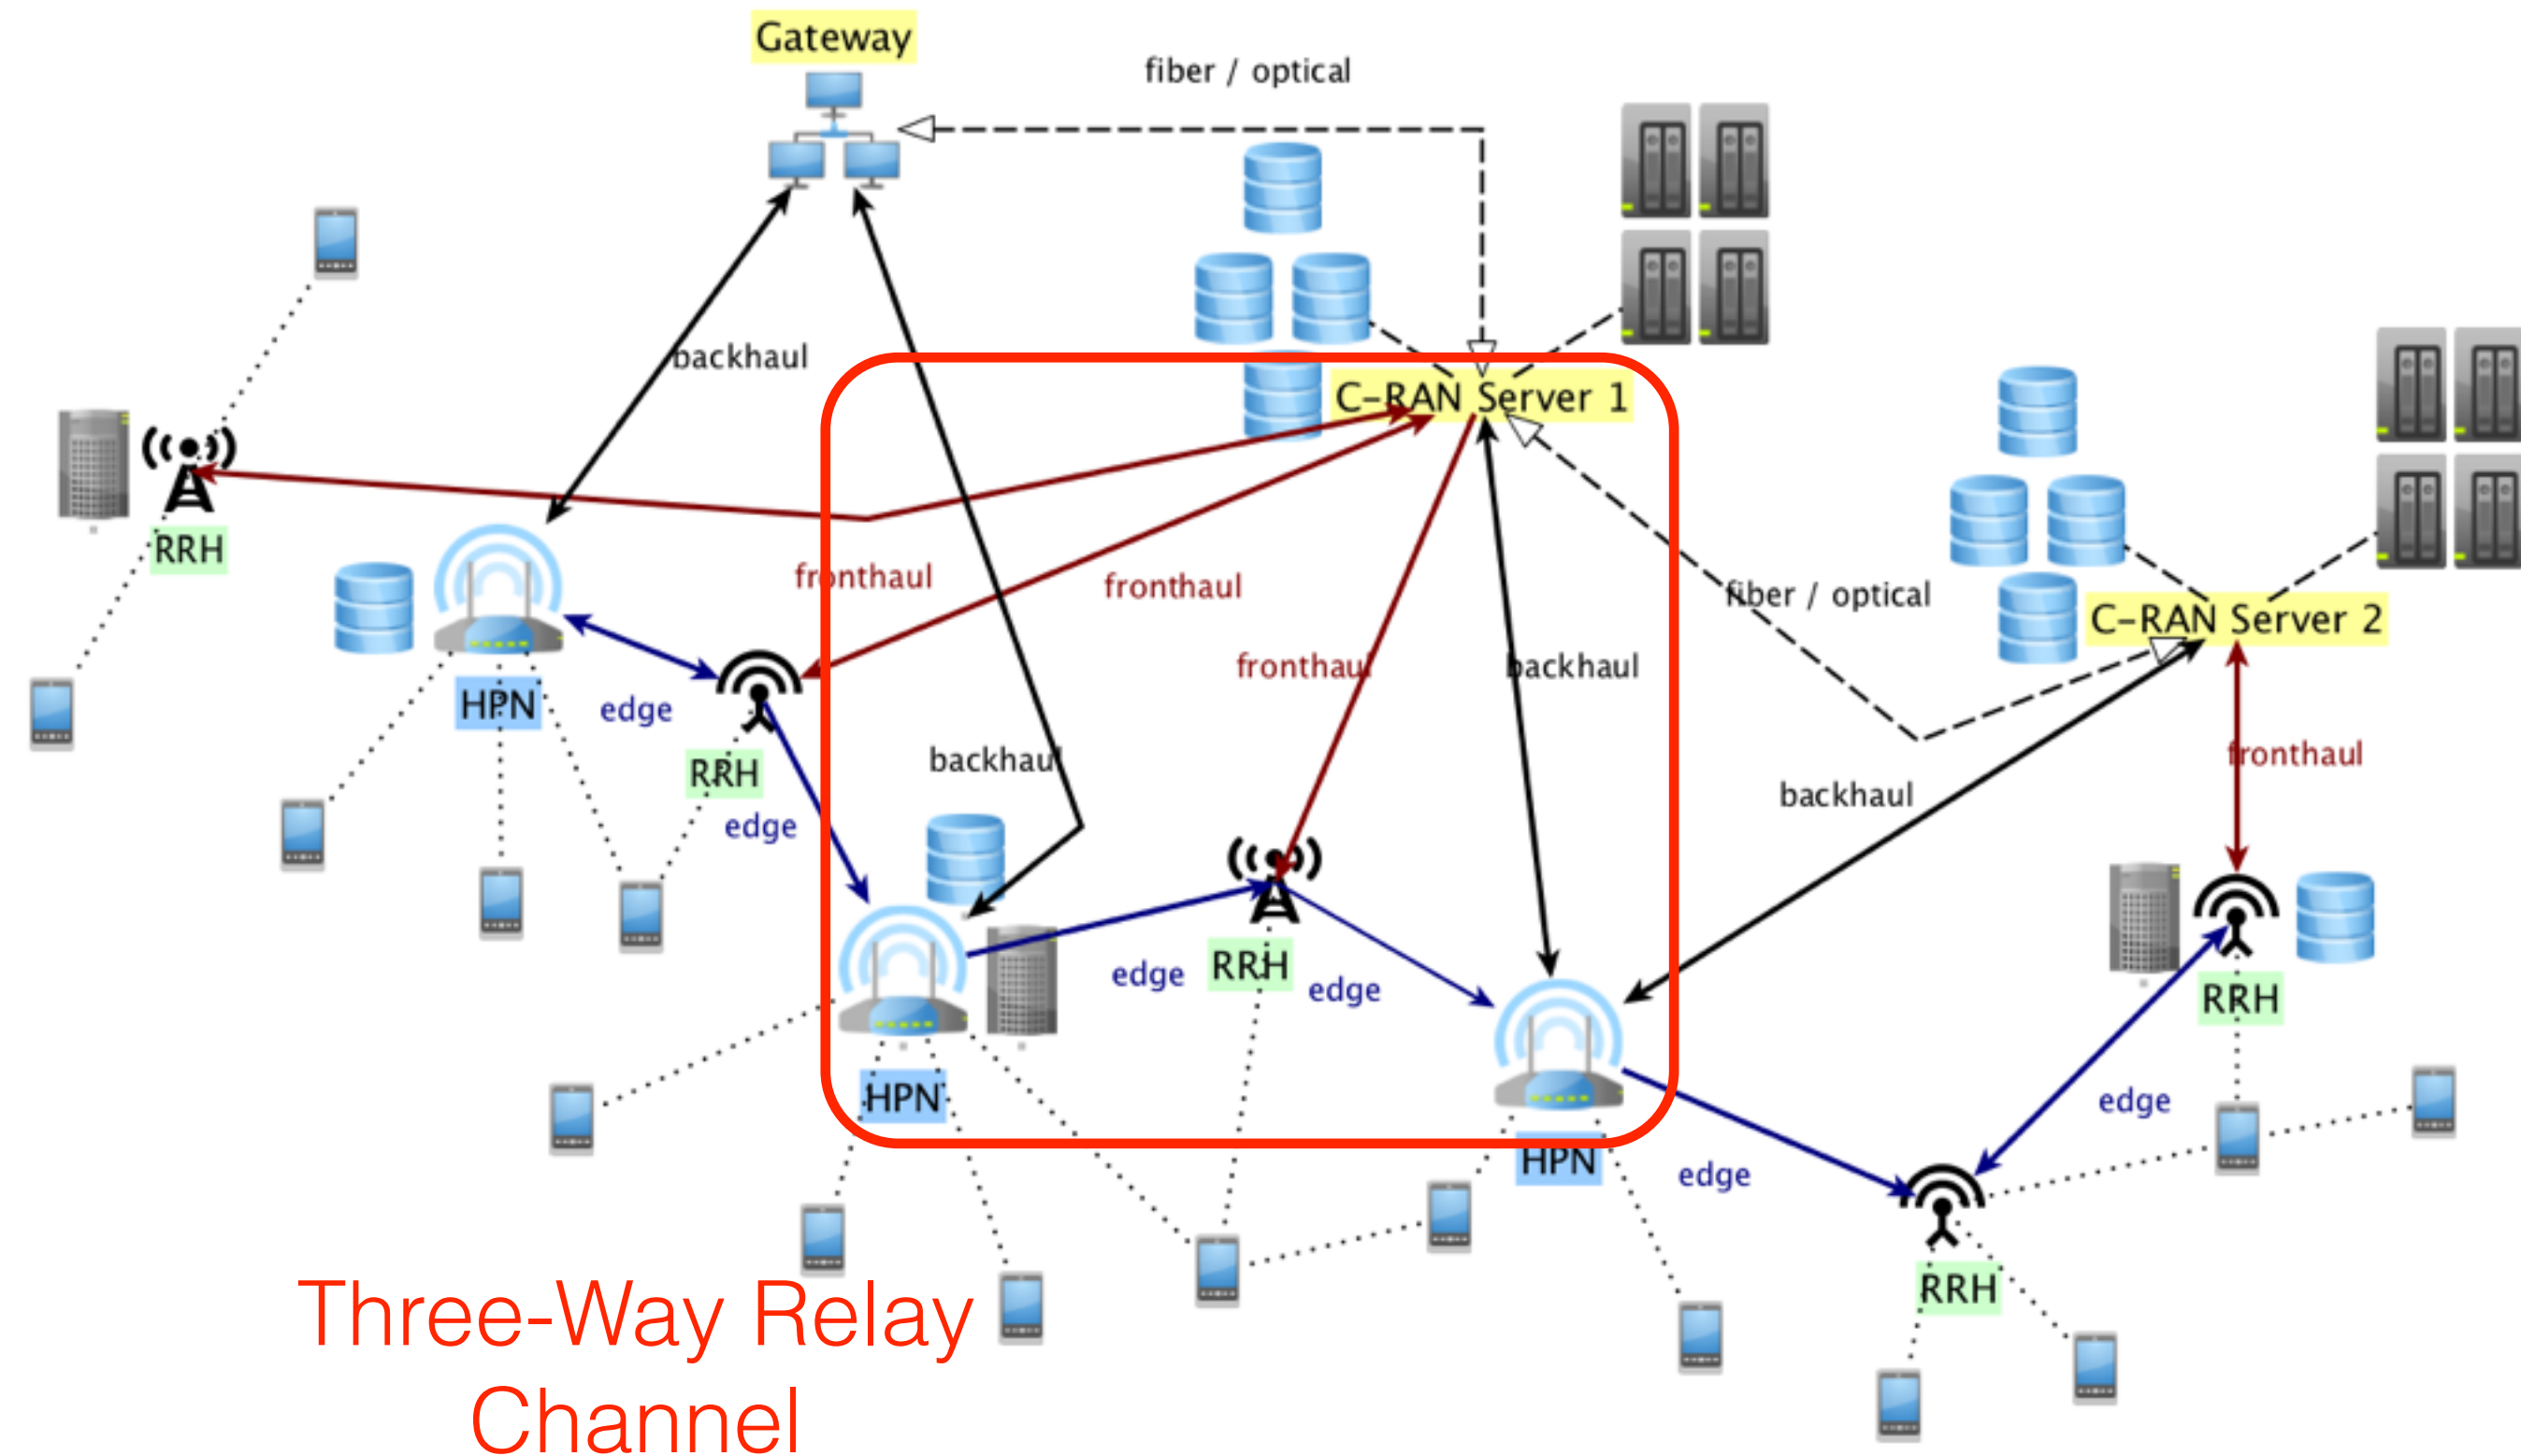 Gateway
fiber / optical
backhaul
C-RAN Server 1
RRH
fronthaul
fronthaul
fiber / optical
C-RAN Server 2
fronthaul
backhaul
HPN
edge
RRH
backhaul
fronthaul
backhaul
edge
RRH
edge
edge
RRH
HPN
edge
HPN
edge
RRH
Three-Way Relay
Channel